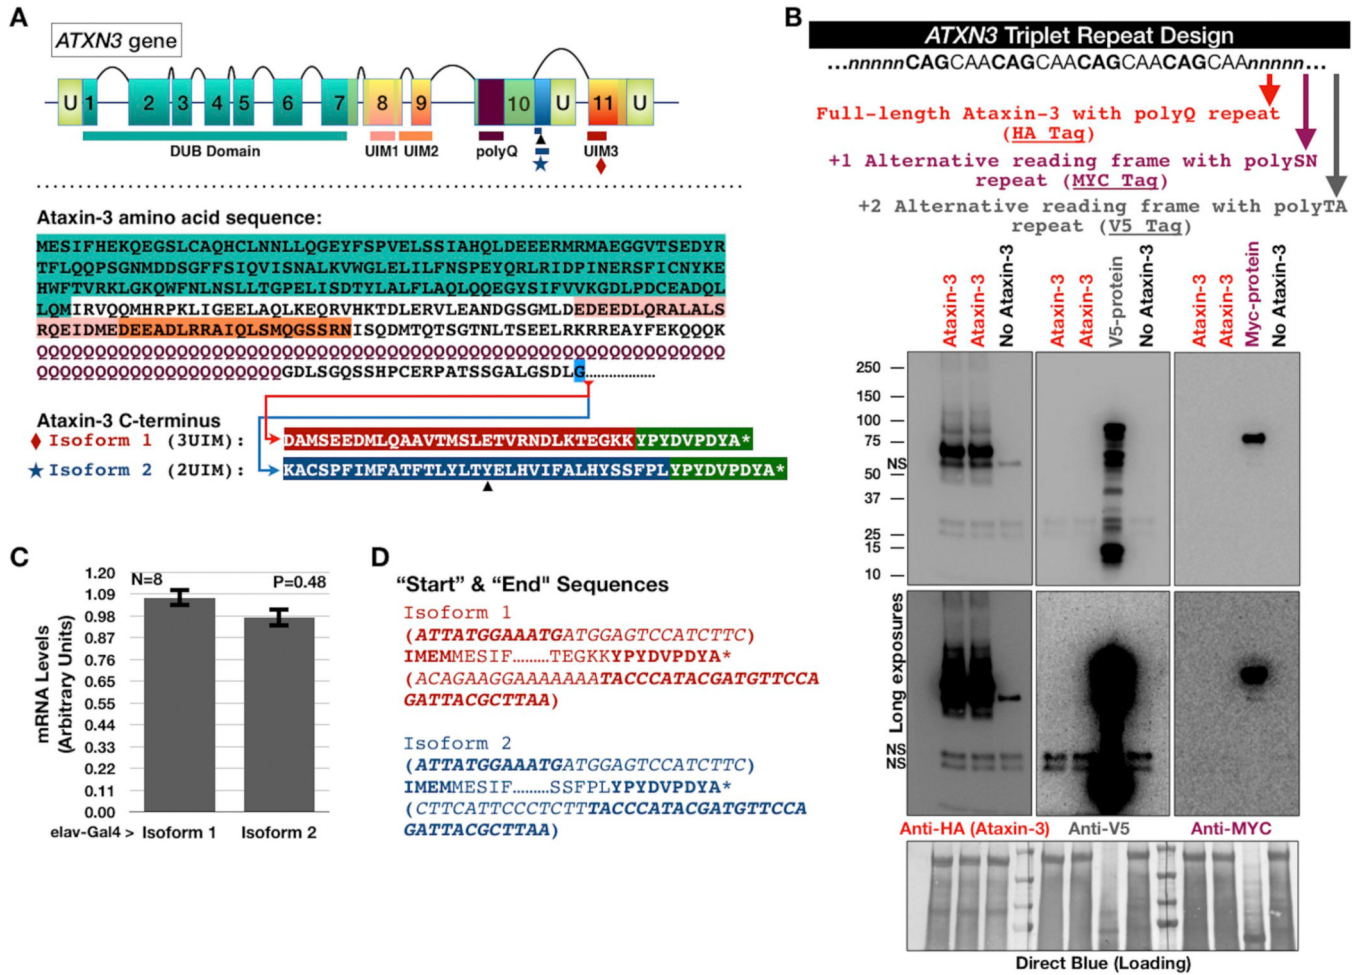 A
ATXN3 gene
U 1 2 3 4 5 6 7 8 9 10 U 11 U
DUB Domain UIM1 UIM2 polyQ UIM3
Ataxin-3 amino acid sequence:
MESIFHEKQEGSLCAQHCLNNLLQGEYFSPVELSSIAHQLDEEERMRMAEGGVTSEDYR
TFLQQPSGNMDDSGFFSIQVISNALKVWGLELILFNSPEYQRLRIDPINERSFICNYKE
HWFTVRKLGKQWFNLNSLLTGPELISDTYLALFLAQLQQEGYSIFVVKGDLPDCEADQL
LQMIRVQQMHRPKLIGEELAQLKEQRVHKTDLERVLEANDGSGMLDEDEEDLQRALALS
RQEIDMEDEEADLRRAIQLSMQGSSRNISQDMTQTSGTNLTSEELRKRREAYFEKQQQK
QQQQQQQQQQQQQQQQQQQQQQQQQQQQQQQQQQQQQQQQQQQQQQQQQQQQQQQQQQQ
QQQQQQQQQQQQQQQQQQQQQGDLSGQSSHPCERPATSSGALGSDLG..................
Ataxin-3 C-terminus
Isoform 1 (3UIM): DAMSEEDMLQAAVTMSLETVRNDLKTEGKKYPYDVPDYA*
Isoform 2 (2UIM): KACSPFIMFATFTLYLTYELHVIFALHYSSFPLYPYDVPDYA*
B
ATXN3 Triplet Repeat Design
...nnnnnCAGCAACAGCAACAGCAACAGCAAnnnnn...
Full-length Ataxin-3 with polyQ repeat
(HA Tag)
+1 Alternative reading frame with polySN
repeat (MYC Tag)
+2 Alternative reading frame with polyTA
repeat (V5 Tag)
Ataxin-3
Ataxin-3
No Ataxin-3
Ataxin-3
Ataxin-3
V5-protein
No Ataxin-3
Ataxin-3
Ataxin-3
Myc-protein
No Ataxin-3
250
150
100
75
NS
50
37
25
15
10
Long exposures
NS
NS
Anti-HA (Ataxin-3) Anti-V5 Anti-MYC
Direct Blue (Loading)
C
mRNA Levels
(Arbitrary Units)
N=8 P=0.48
1.20
1.09
0.98
0.87
0.76
0.65
0.55
0.44
0.33
0.22
0.11
0.00
elav-Gal4 > Isoform 1 Isoform 2
D
“Start” & “End" Sequences
Isoform 1
(ATTATGGAAATGATGGAGTCCATCTTC)
IMEMMESIF.........TEGKKYPYDVPDYA*
(ACAGAAGGAAAAAAATACCCATACGATGTTCCA
GATTACGCTTAA)
Isoform 2
(ATTATGGAAATGATGGAGTCCATCTTC)
IMEMMESIF.........SSFPLYPYDVPDYA*
(CTTCATTCCCTCTTTACCCATACGATGTTCCA
GATTACGCTTAA)